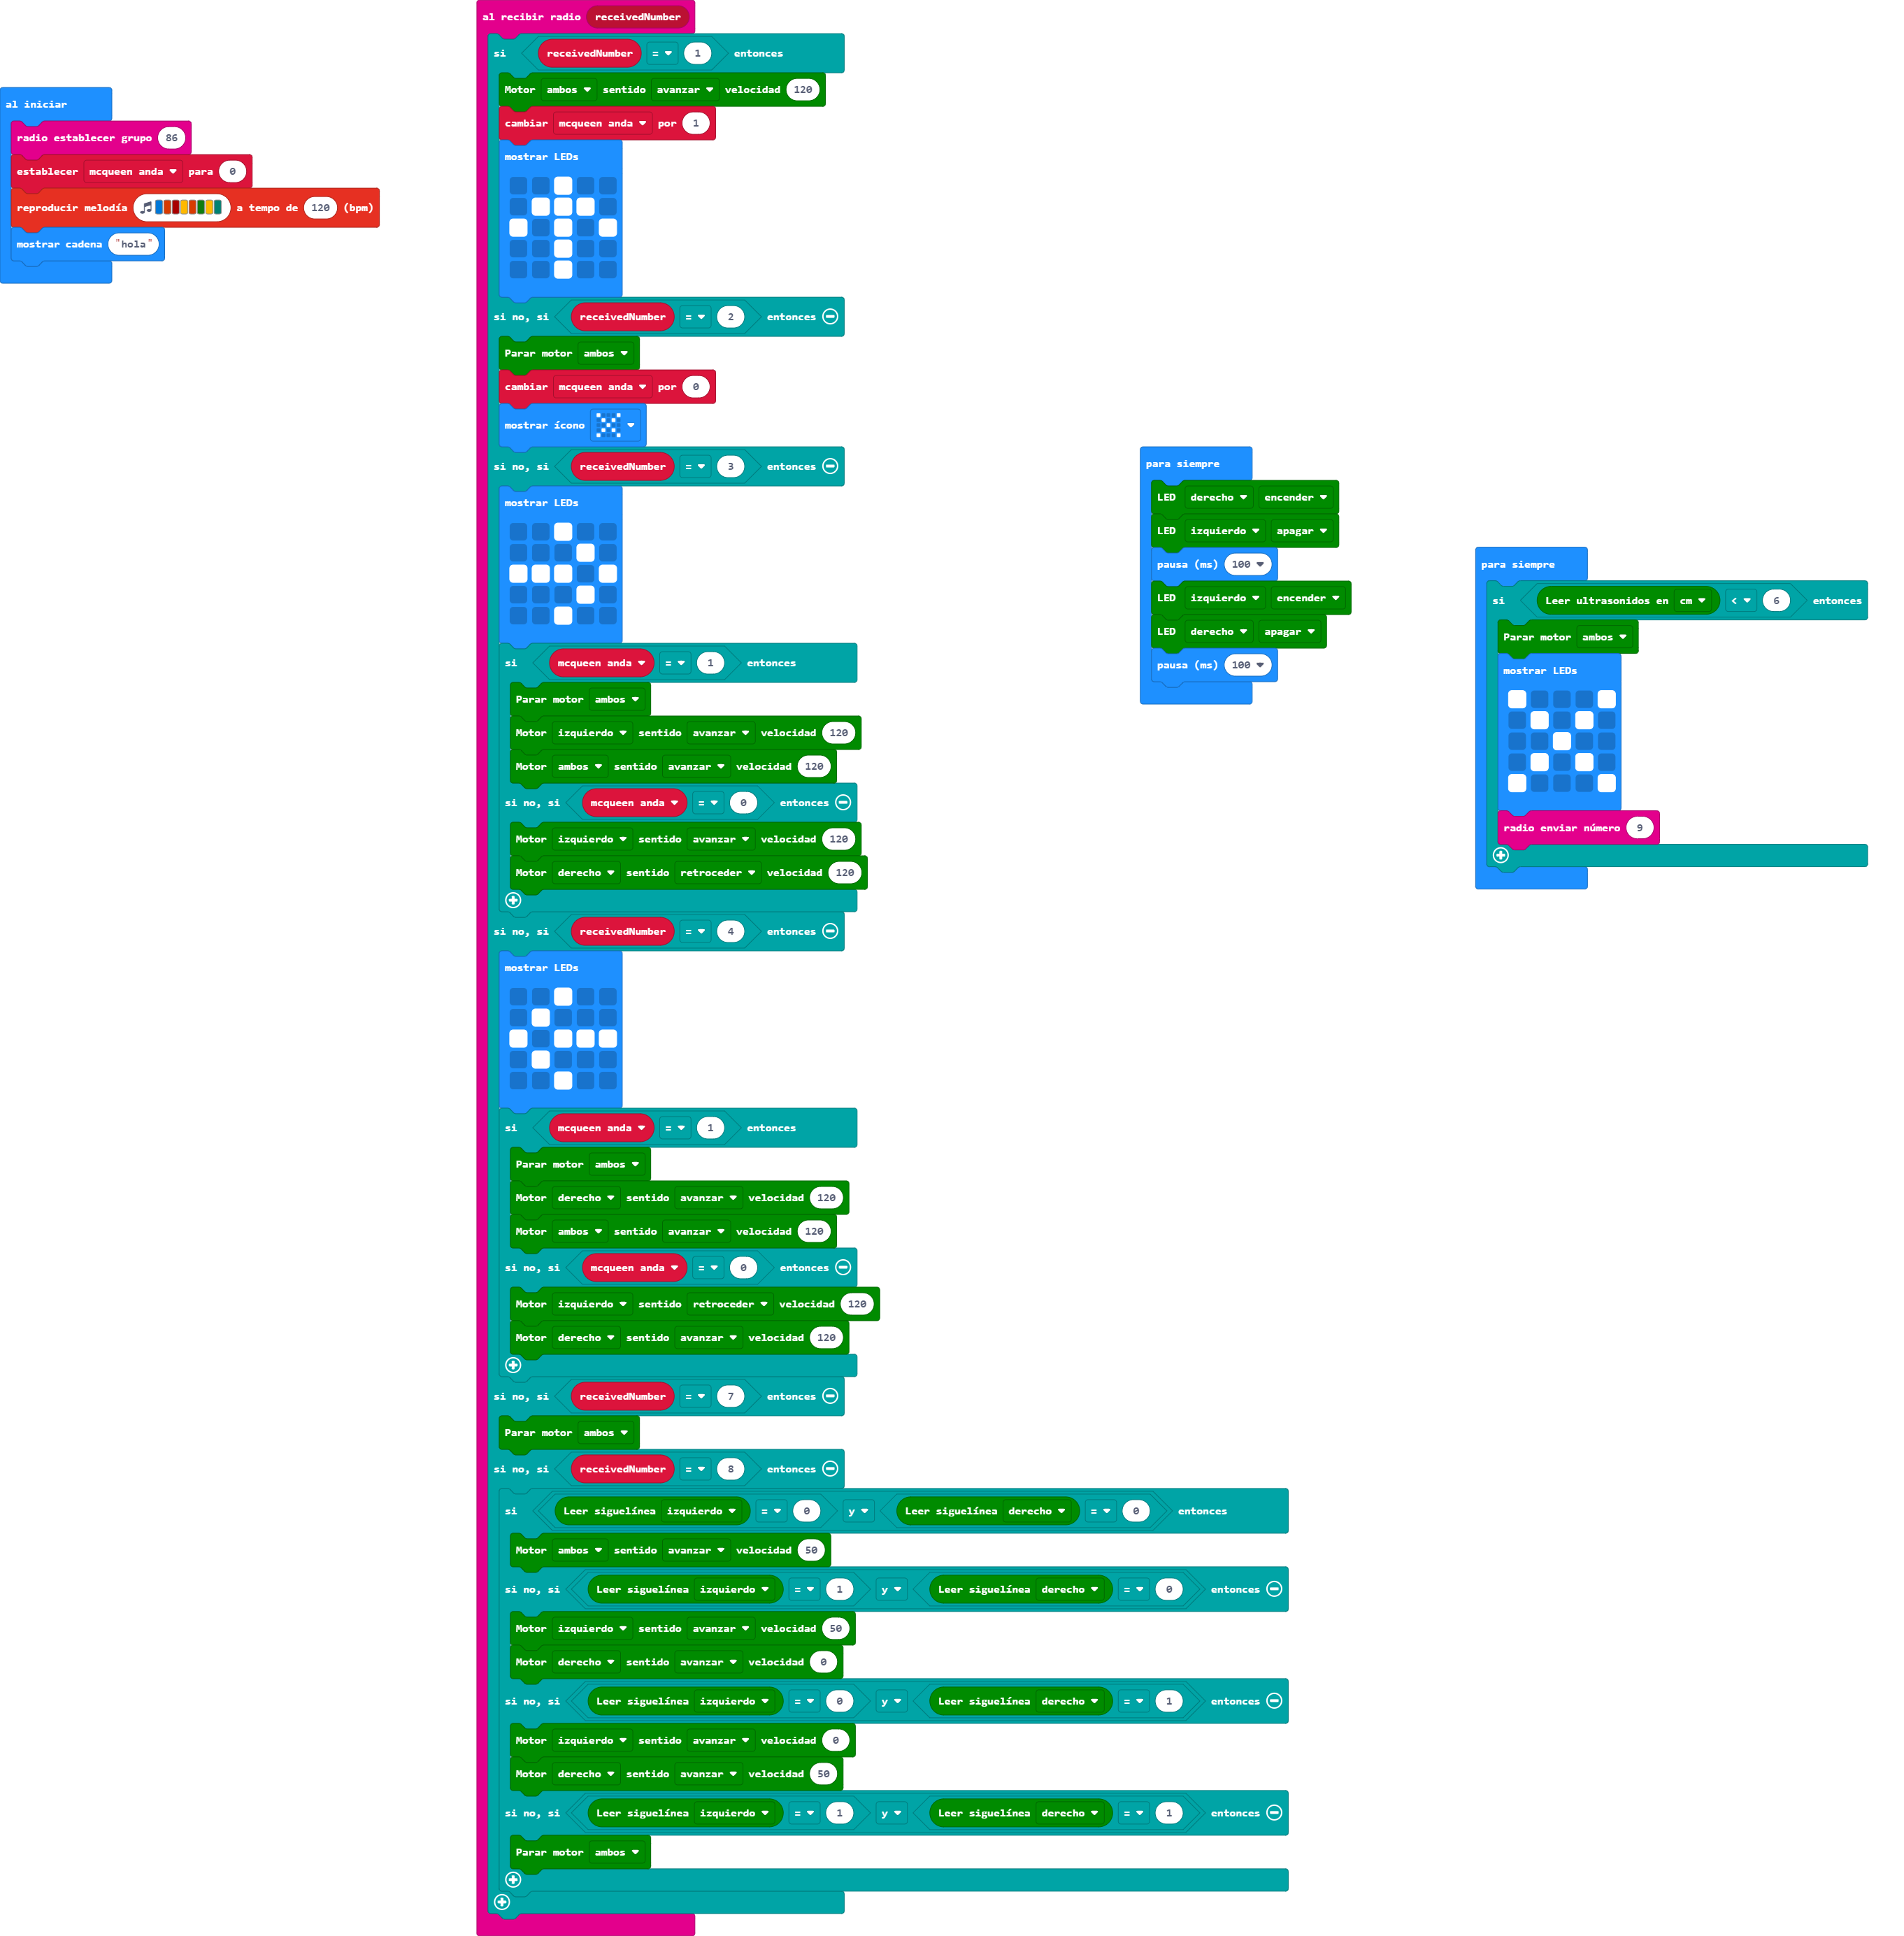 al iniciar
radio establecer grupo 86
establecer mcqueen anda para 0
reproducir melodía a tempo de 120 (bpm)
mostrar cadena "hola"
al recibir radio receivedNumber
si receivedNumber = 1 entonces
Motor ambos sentido avanzar velocidad 120
cambiar mcqueen anda por 1
mostrar LEDs
si no, si receivedNumber = 2 entonces
Parar motor ambos
cambiar mcqueen anda por 0
mostrar ícono
si no, si receivedNumber = 3 entonces
mostrar LEDs
si mcqueen anda = 1 entonces
Parar motor ambos
Motor izquierdo sentido avanzar velocidad 120
Motor ambos sentido avanzar velocidad 120
si no, si mcqueen anda = 0 entonces
Motor izquierdo sentido avanzar velocidad 120
Motor derecho sentido retroceder velocidad 120
si no, si receivedNumber = 4 entonces
mostrar LEDs
si mcqueen anda = 1 entonces
Parar motor ambos
Motor derecho sentido avanzar velocidad 120
Motor ambos sentido avanzar velocidad 120
si no, si mcqueen anda = 0 entonces
Motor izquierdo sentido retroceder velocidad 120
Motor derecho sentido avanzar velocidad 120
si no, si receivedNumber = 7 entonces
Parar motor ambos
si no, si receivedNumber = 8 entonces
si Leer siguelínea izquierdo = 0 y Leer siguelínea derecho = 0 entonces
Motor ambos sentido avanzar velocidad 50
si no, si Leer siguelínea izquierdo = 1 y Leer siguelínea derecho = 0 entonces
Motor izquierdo sentido avanzar velocidad 50
Motor derecho sentido avanzar velocidad 0
si no, si Leer siguelínea izquierdo = 0 y Leer siguelínea derecho = 1 entonces
Motor izquierdo sentido avanzar velocidad 0
Motor derecho sentido avanzar velocidad 50
si no, si Leer siguelínea izquierdo = 1 y Leer siguelínea derecho = 1 entonces
Parar motor ambos
para siempre
LED derecho encender
LED izquierdo apagar
pausa (ms) 100
LED izquierdo encender
LED derecho apagar
pausa (ms) 100
para siempre
si Leer ultrasonidos en cm < 6 entonces
Parar motor ambos
mostrar LEDs
radio enviar número 9